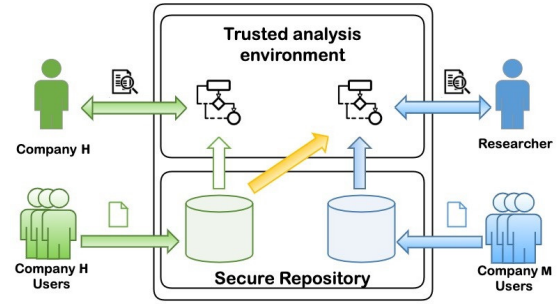 Trusted analysis
environment
Company H
Researcher
Company H
Users
Secure Repository
Company M
Users